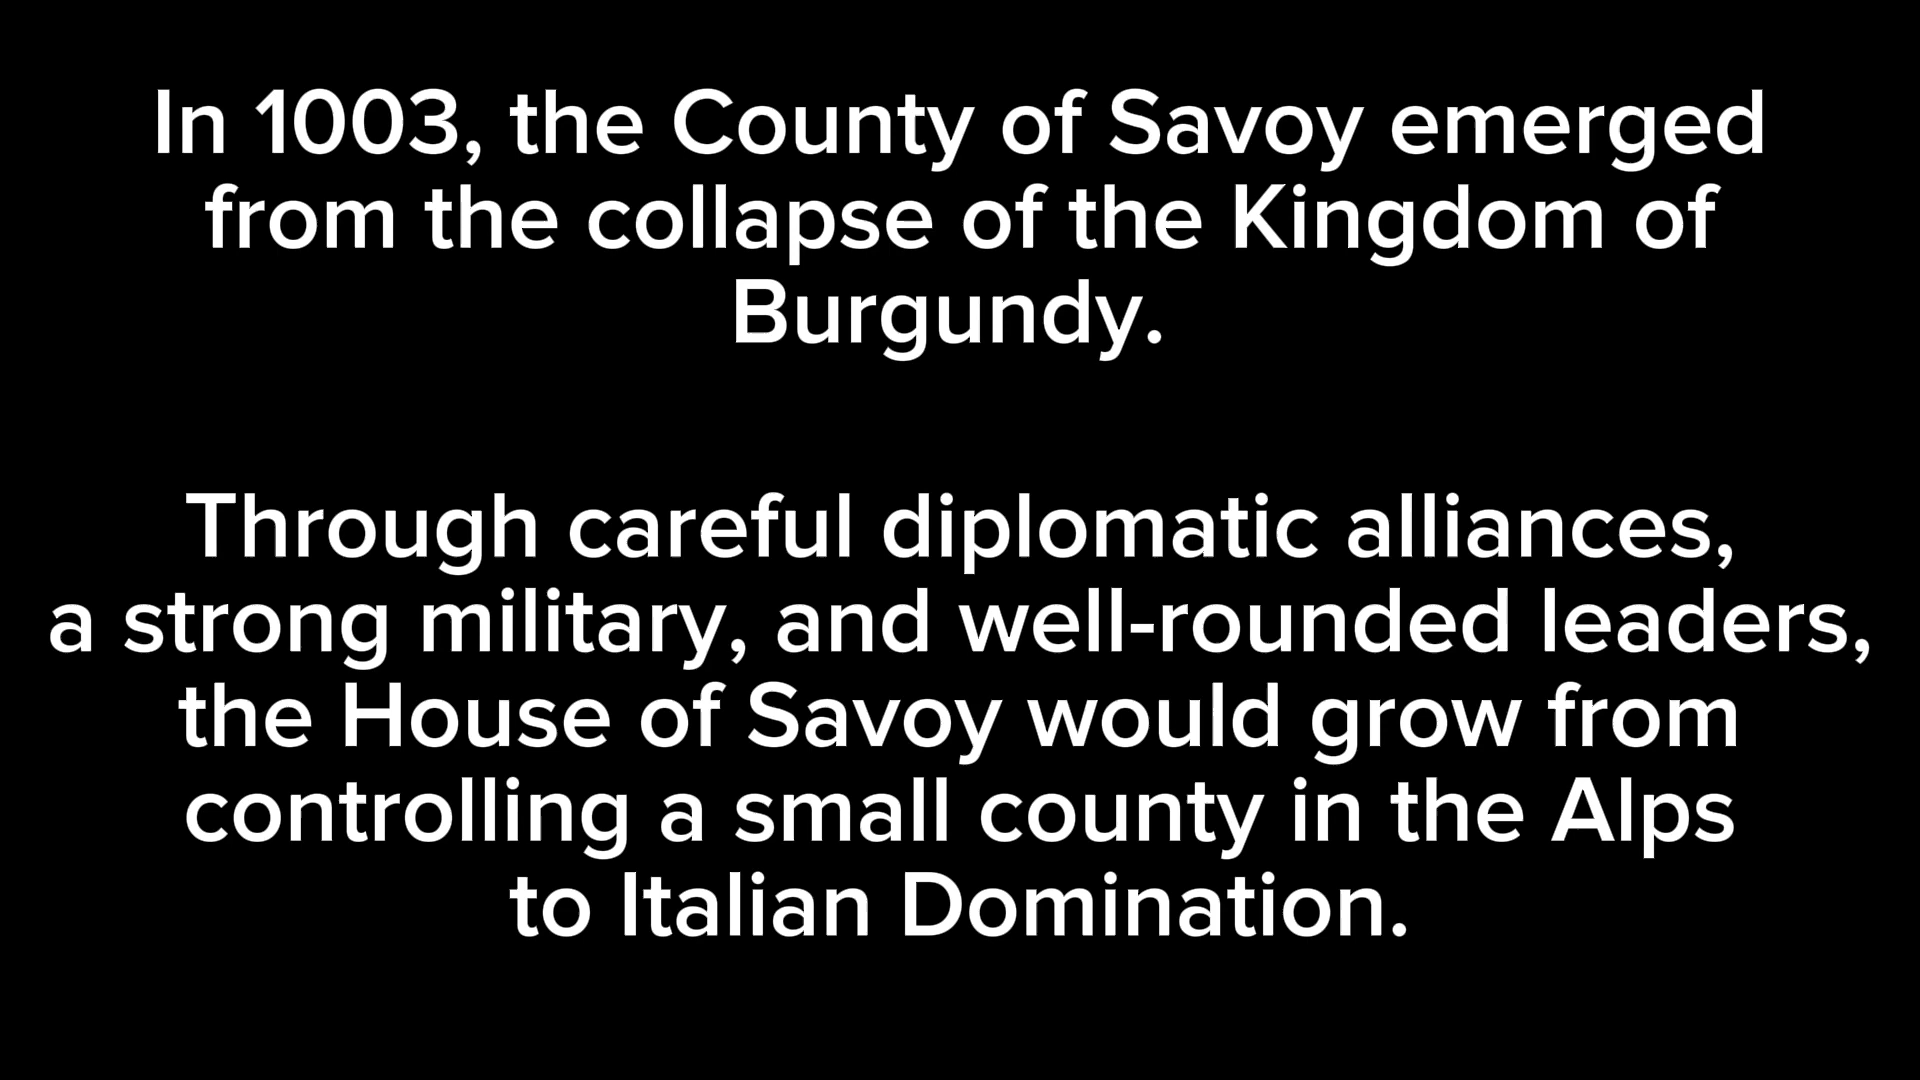 In 1003, the County of Savoy emerged
from the collapse of the Kingdom of
Burgundy.
Through careful diplomatic alliances,
a strong military, and well-rounded leaders,
the House of Savoy would grow from
controlling a small county in the Alps
to Italian Domination.